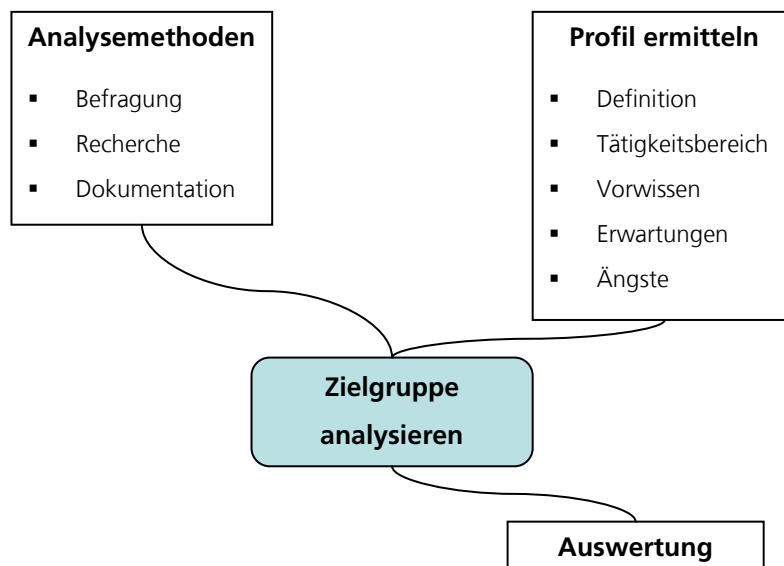 Analysemethoden
▪ Befragung
▪ Recherche
▪ Dokumentation
Profil ermitteln
▪ Definition
▪ Tätigkeitsbereich
▪ Vorwissen
▪ Erwartungen
▪ Ängste
Zielgruppe
analysieren
Auswertung